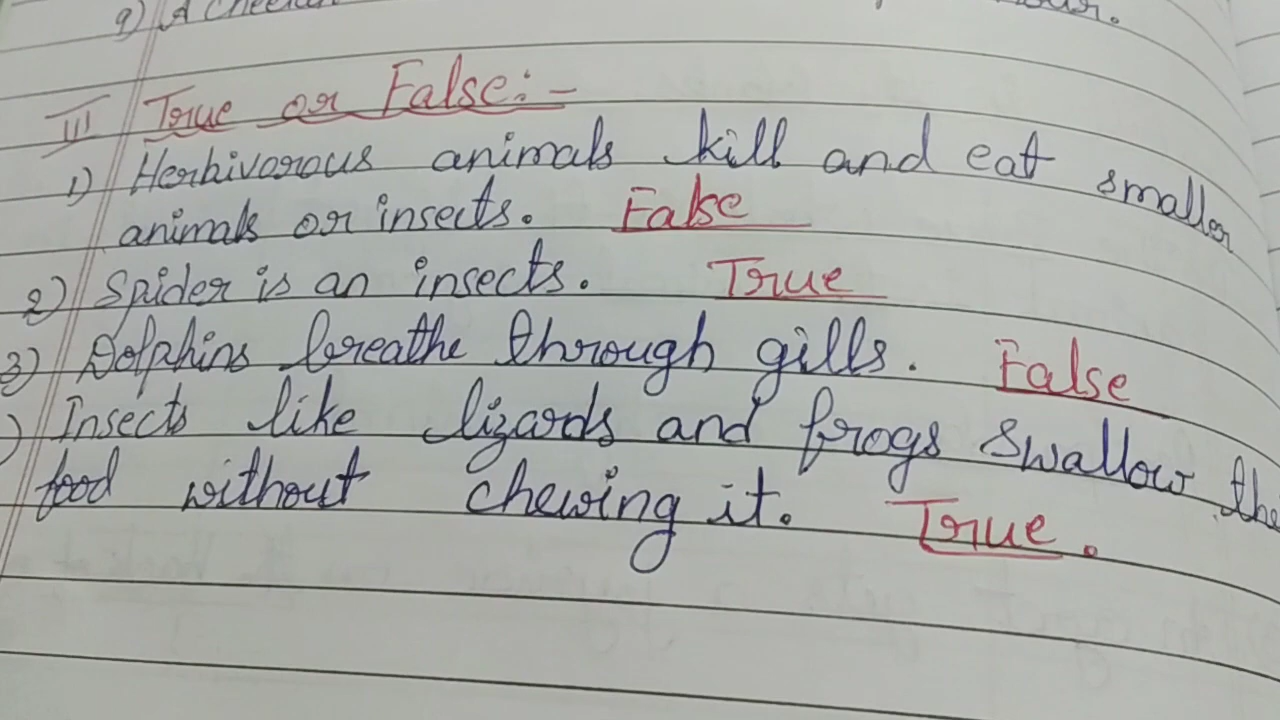 9) A
III True or False:-
1) Herbivorous animals kill and eat smaller
animals or insects. False
2) Spider is an insects. True
3) Dolphins breathe through gills. False
) Insects like lizards and frogs swallow the
food without chewing it. True.